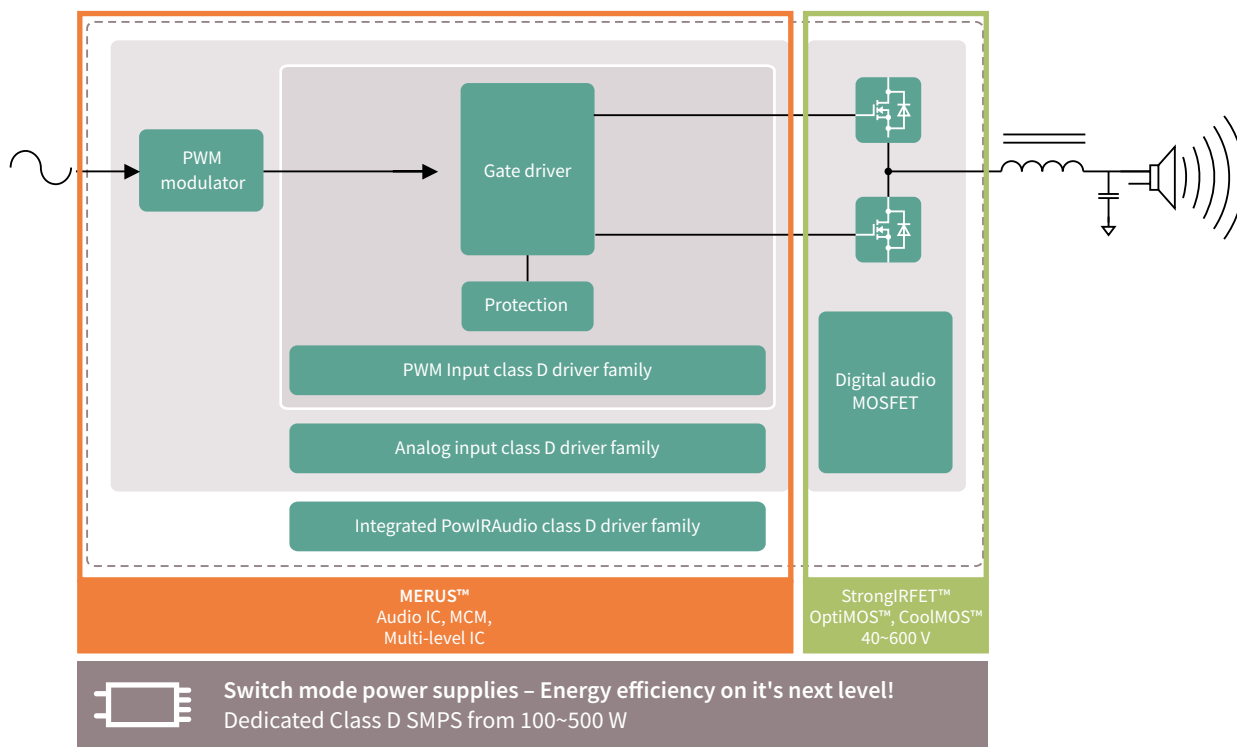 PWM
modulator
Gate driver
Protection
PWM Input class D driver family
Analog input class D driver family
Integrated PowIRAudio class D driver family
Digital audio
MOSFET
MERUS™
Audio IC, MCM,
Multi-level IC
StrongIRFET™
OptiMOS™, CoolMOS™
40~600 V
Switch mode power supplies – Energy efficiency on it's next level!
Dedicated Class D SMPS from 100~500 W